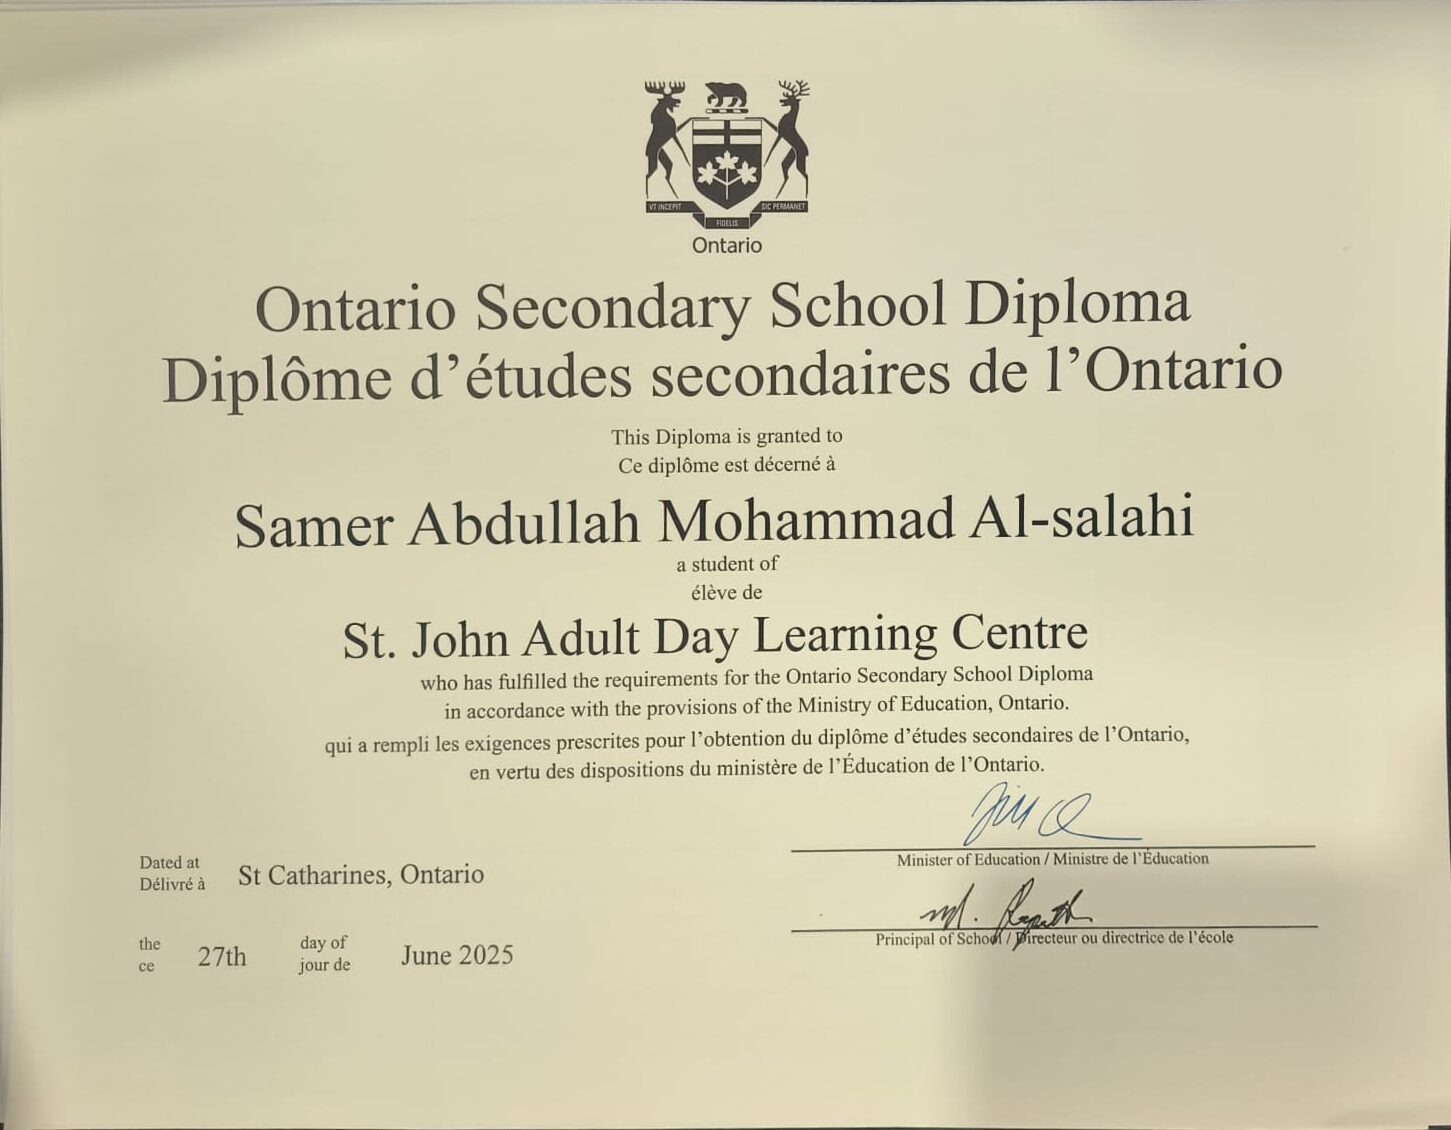 VT INCEPIT
SIC PERMANET
FIDELIS
Ontario
Ontario Secondary School Diploma
Diplôme d’études secondaires de l’Ontario
This Diploma is granted to
Ce diplôme est décerné à
Samer Abdullah Mohammad Al-salahi
a student of
élève de
St. John Adult Day Learning Centre
who has fulfilled the requirements for the Ontario Secondary School Diploma
in accordance with the provisions of the Ministry of Education, Ontario.
qui a rempli les exigences prescrites pour l’obtention du diplôme d’études secondaires de l’Ontario,
en vertu des dispositions du ministère de l’Éducation de l’Ontario.
Minister of Education / Ministre de l’Éducation
Principal of School / Directeur ou directrice de l’école
Dated at
Délivré à
St Catharines, Ontario
the
ce
27th
day of
jour de
June 2025